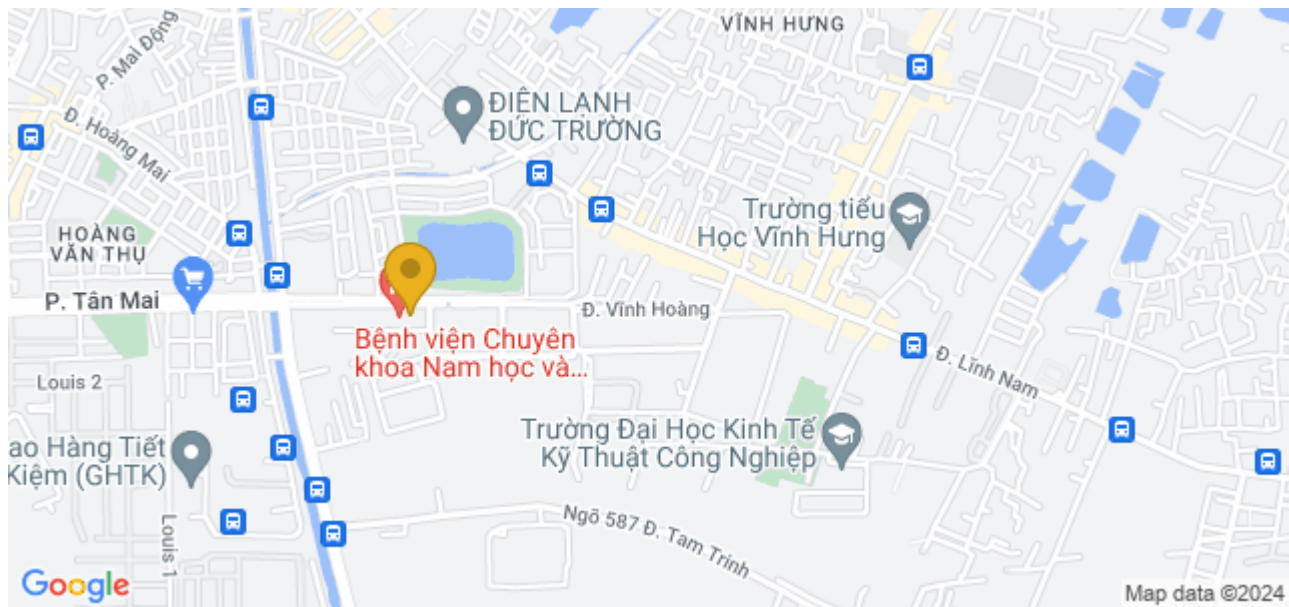 VĨNH HƯNG
P. Mai Động
ĐIỆN LẠNH
ĐỨC TRƯỜNG
Đ. Hoàng Mai
Trường tiểu
Học Vĩnh Hưng
HOÀNG
VĂN THỤ
P. Tân Mai
Đ. Vĩnh Hoàng
Bệnh viện Chuyên
khoa Nam học và...
Đ. Lĩnh Nam
Louis 2
Trường Đại Học Kinh Tế
Kỹ Thuật Công Nghiệp
ao Hàng Tiết
Kiệm (GHTK)
Ngõ 587 Đ. Tam Trinh
Louis 1
Google
Map data ©2024